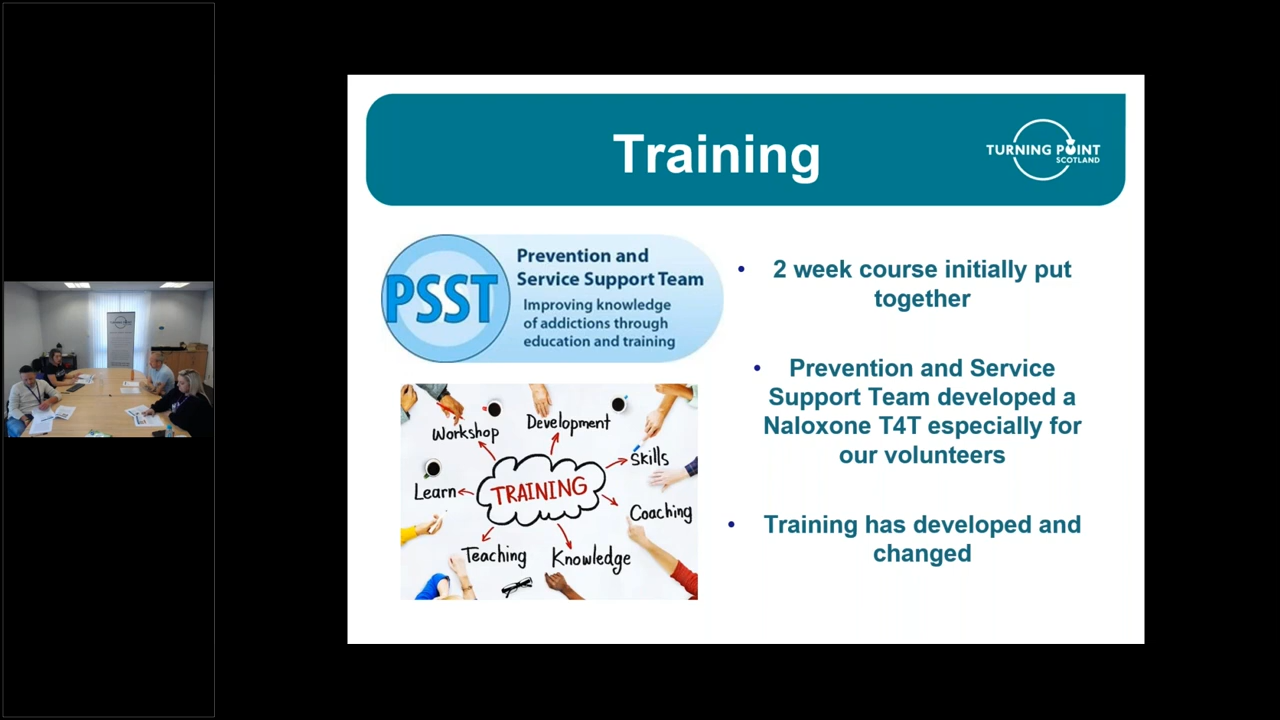 Training
TURNING POINT
SCOTLAND
PSST
Prevention and
Service Support Team
Improving knowledge
of addictions through
education and training
• 2 week course initially put
together
• Prevention and Service
Support Team developed a
Naloxone T4T especially for
our volunteers
• Training has developed and
changed
Workshop
Development
Skills
Learn
TRAINING
Coaching
Teaching
Knowledge